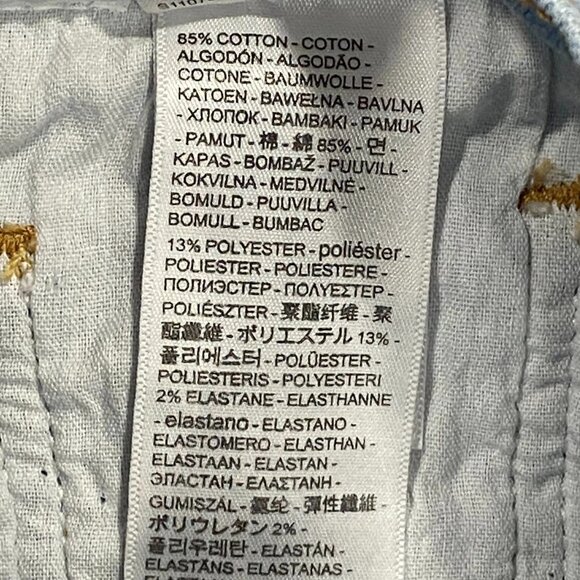 85% COTTON - COTON -
ALGODÓN - ALGODÃO -
COTONE - BAUMWOLLE -
KATOEN - BAWEŁNA - BAVLNA
- ХЛОПОК - BAMBAKI - PAMUK
- PAMUT - 棉 - 綿 85% - 면 -
KAPAS - BOMBAŽ - PUUVILL -
KOKVILNA - MEDVILNĖ -
BOMULD - PUUVILLA -
BOMULL - BUMBAC
13% POLYESTER - poliéster -
POLIESTER - POLIESTERE -
ПОЛИЭСТЕР - ΠΟΛΥΕΣΤΕΡ -
POLIÉSZTER - 聚酯纤维 - 聚
酯纖維 - ポリエステル 13% -
폴리에스터 - POLÜESTER -
POLIESTERIS - POLYESTERI
2% ELASTANE - ELASTHANNE
- elastano - ELASTANO -
ELASTOMERO - ELASTHAN -
ELASTAAN - ELASTAN -
ЭЛАСТАН - ΕΛΑΣΤΑΝΗ -
GUMISZÁL - 氨纶 - 彈性纖維 -
ポリウレタン 2% -
폴리우레탄 - ELASTÁN -
ELASTĀNS - ELASTANAS -